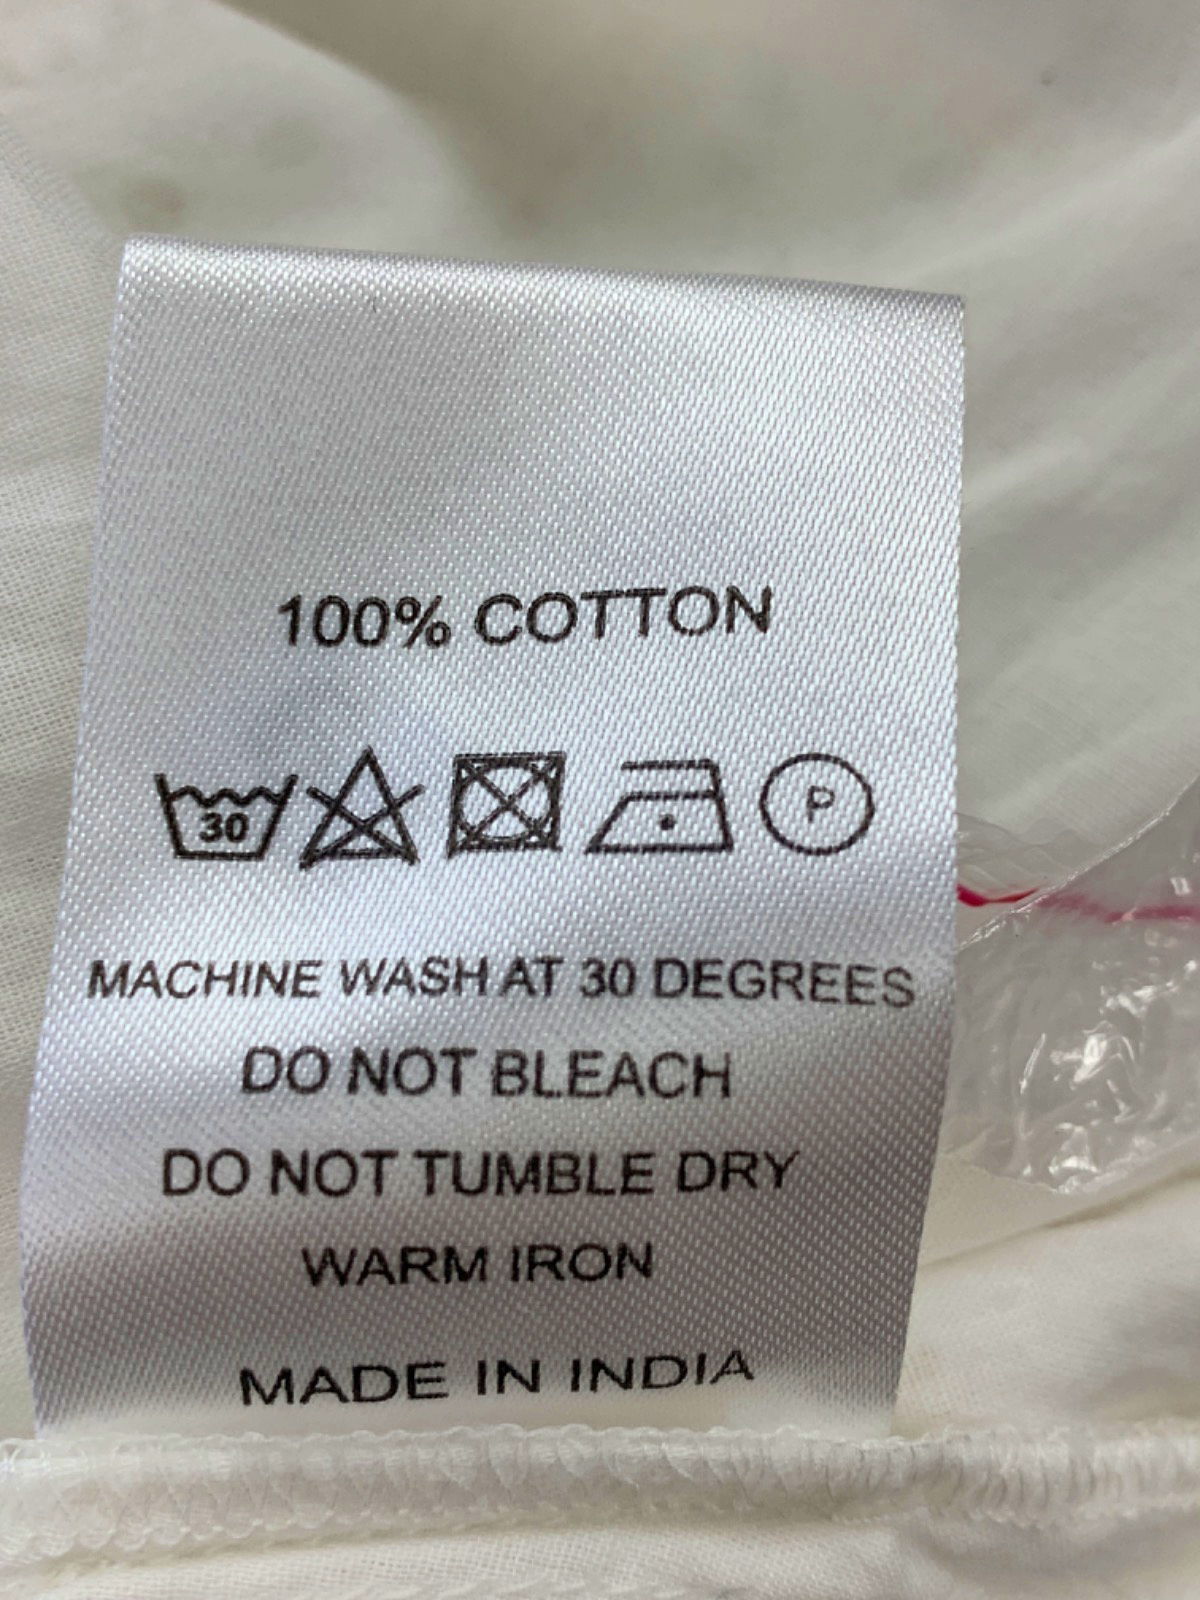 100% COTTON
30 P
MACHINE WASH AT 30 DEGREES
DO NOT BLEACH
DO NOT TUMBLE DRY
WARM IRON
MADE IN INDIA